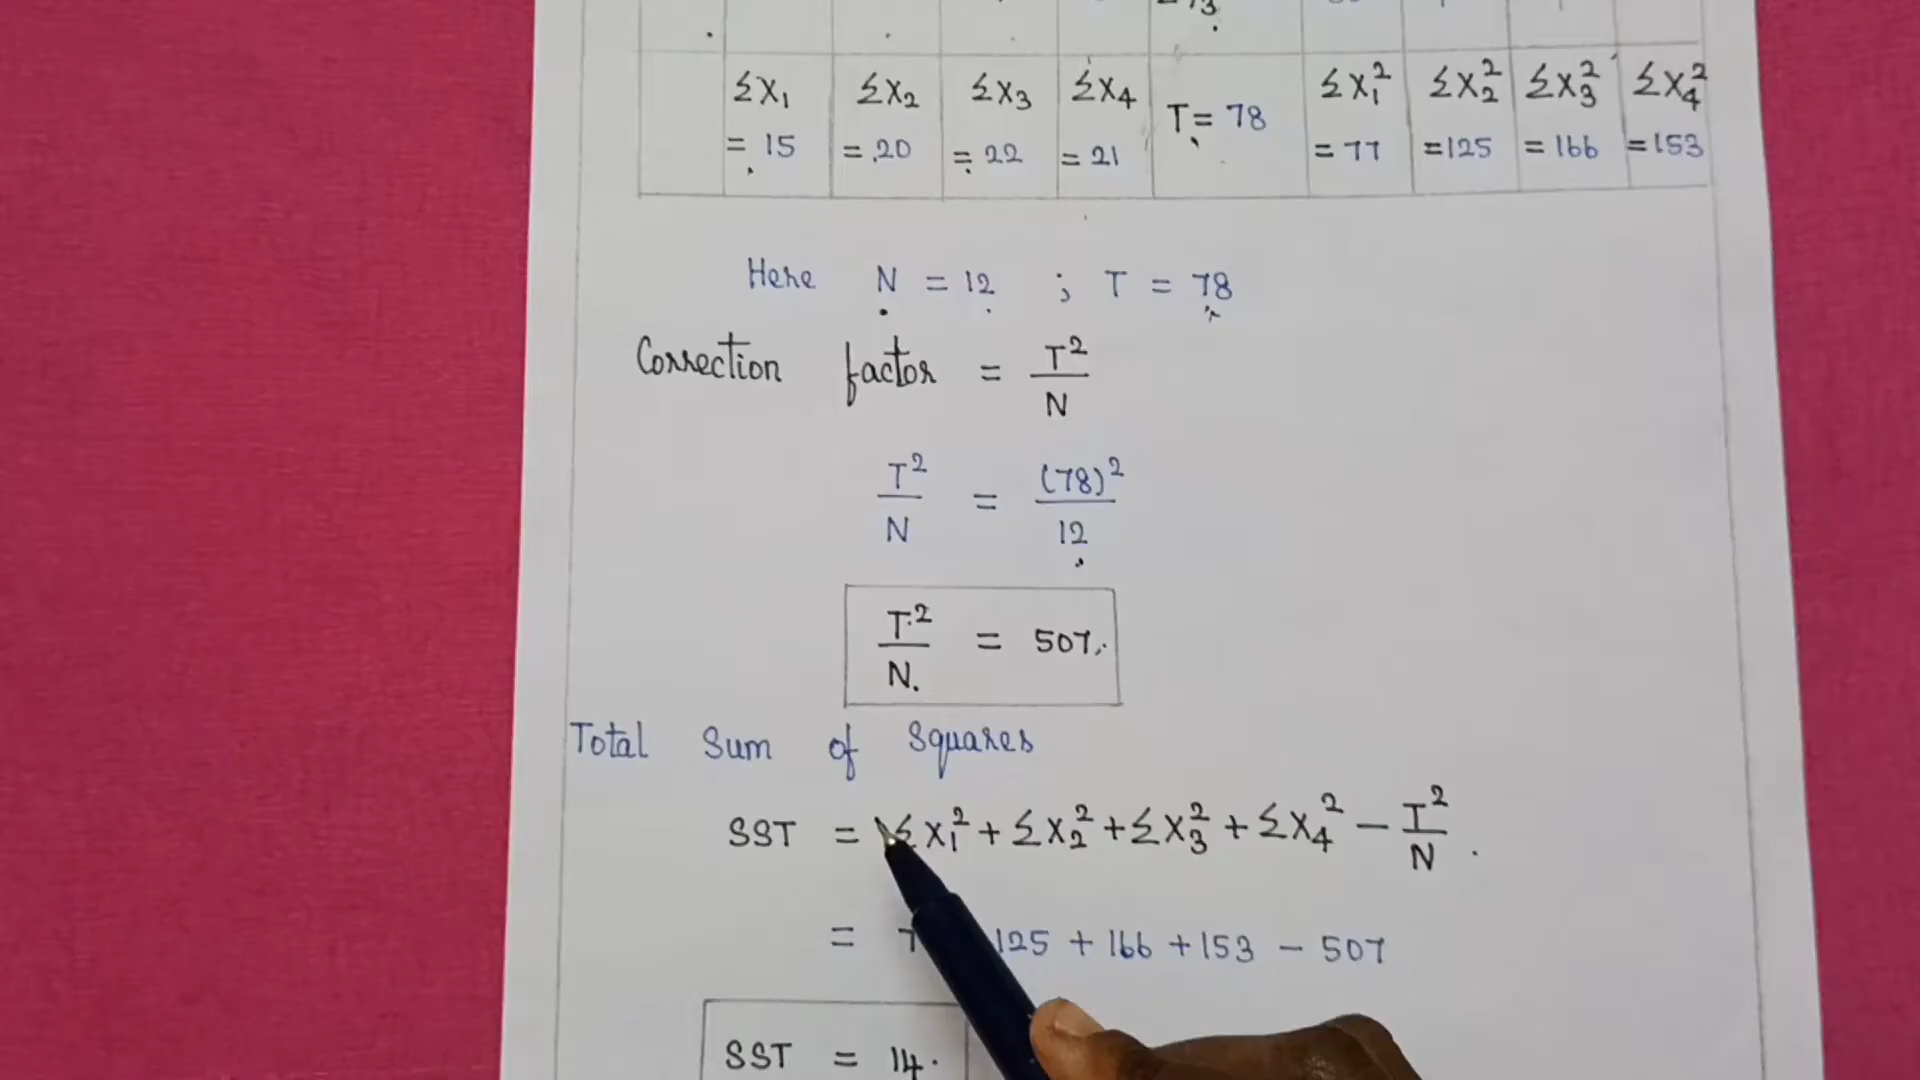 ΣX₁ ΣX₂ ΣX₃ ΣX₄ T = 78 ΣX₁² ΣX₂² ΣX₃² ΣX₄²
= 15 = 20 = 22 = 21 = 77 = 125 = 166 = 153
Here N = 12 ; T = 78
Correction factor = T²/N
T²/N = (78)²/12
T²/N = 507
Total Sum of Squares
SST = ΣX₁² + ΣX₂² + ΣX₃² + ΣX₄² − T²/N
= 125 + 166 + 153 − 507
SST = 14.